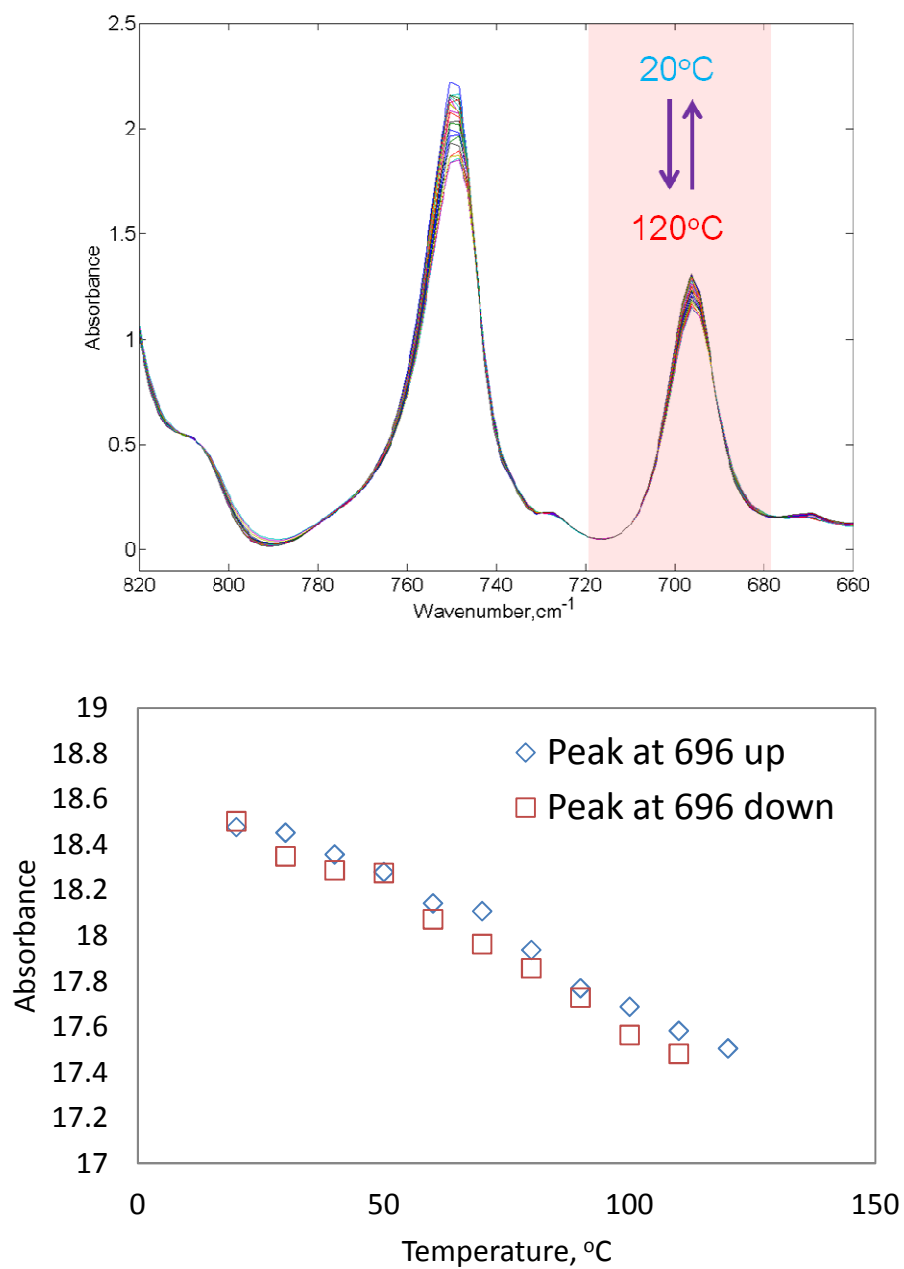 2.5
2
1.5
1
0.5
0
Absorbance
20°C
120°C
820 800 780 760 740 720 700 680 660
Wavenumber,cm⁻¹
19
18.8
18.6
18.4
18.2
18
17.8
17.6
17.4
17.2
17
Absorbance
Peak at 696 up
Peak at 696 down
0 50 100 150
Temperature, ºC